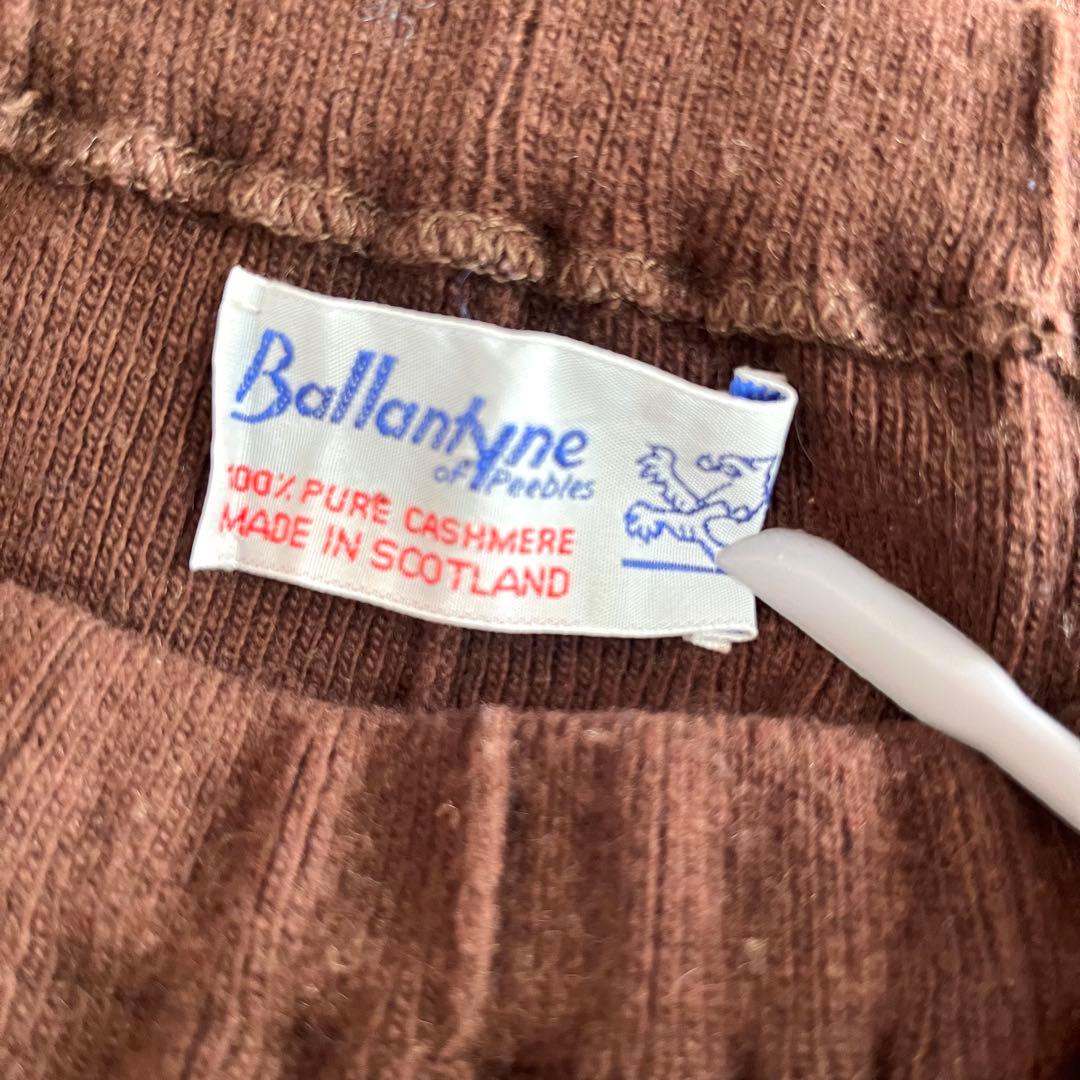 Ballantyne
of Peebles
100% PURE CASHMERE
MADE IN SCOTLAND